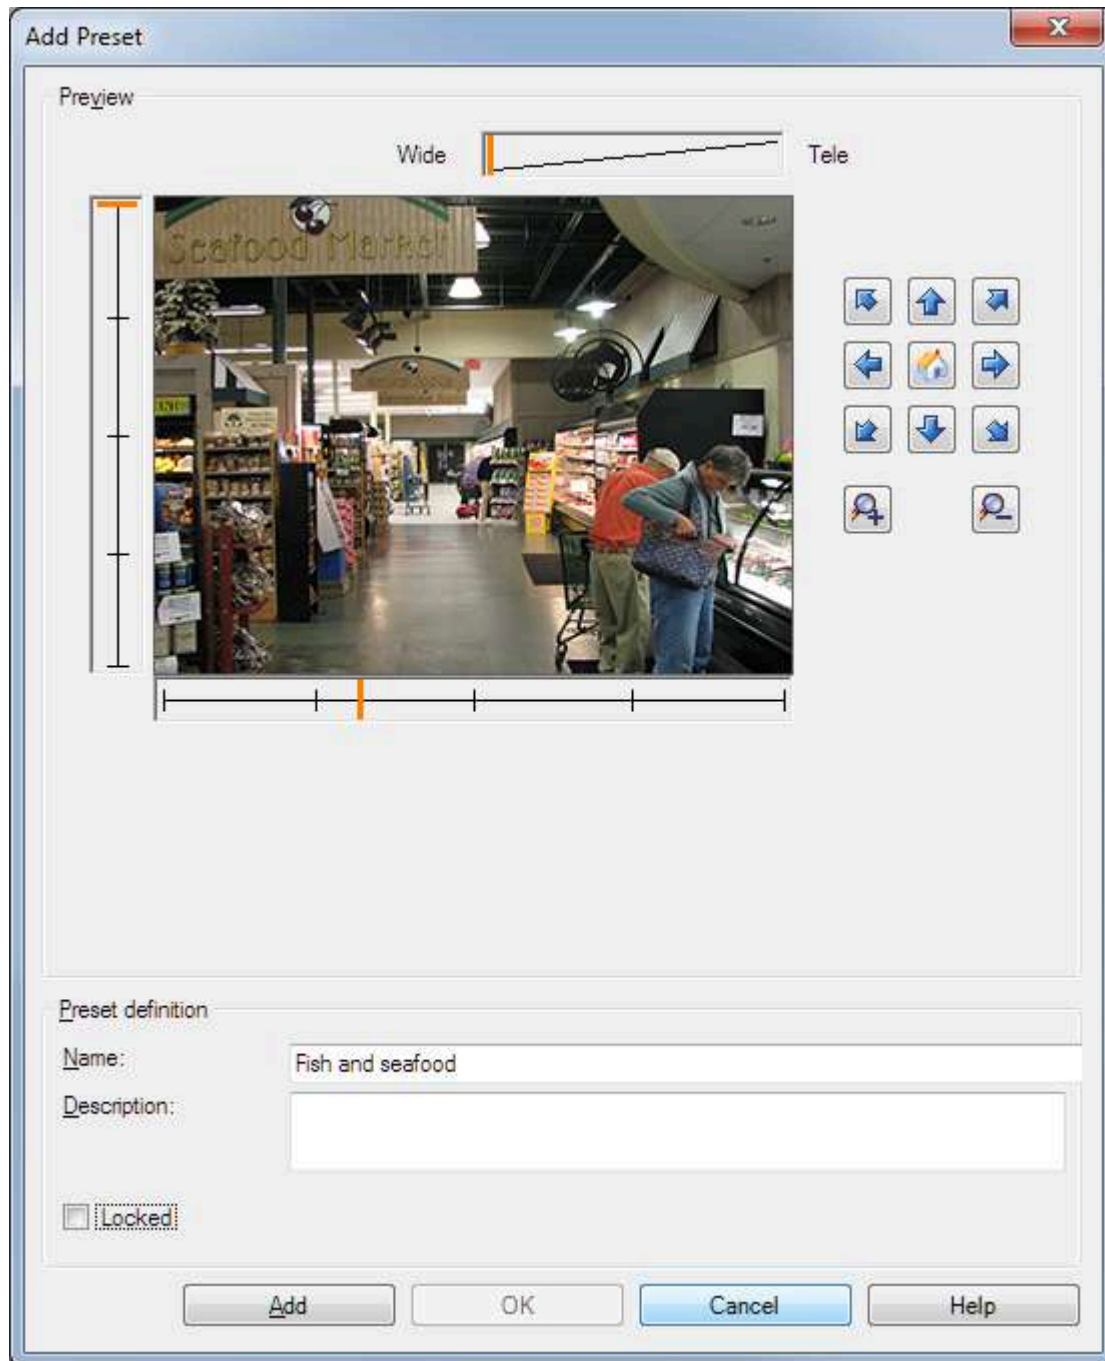 Add Preset
Preview
Wide
Tele
Seafood Market
Preset definition
Name:
Fish and seafood
Description:
Locked
Add
OK
Cancel
Help